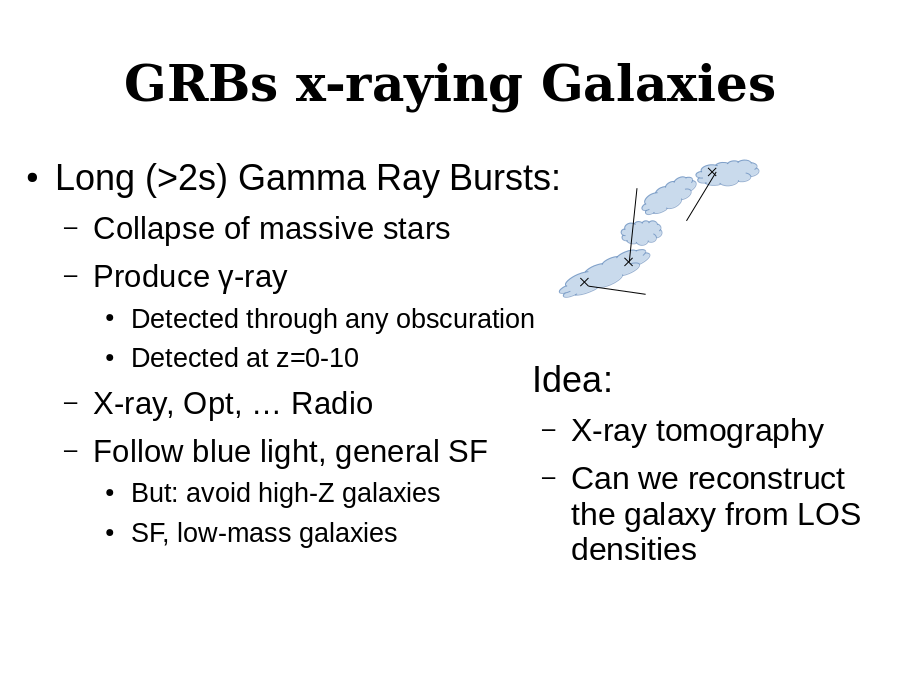 GRBs x-raying Galaxies
• Long (>2s) Gamma Ray Bursts:
– Collapse of massive stars
– Produce γ-ray
• Detected through any obscuration
• Detected at z=0-10
– X-ray, Opt, … Radio
– Follow blue light, general SF
• But: avoid high-Z galaxies
• SF, low-mass galaxies
Idea:
– X-ray tomography
– Can we reconstruct
the galaxy from LOS
densities